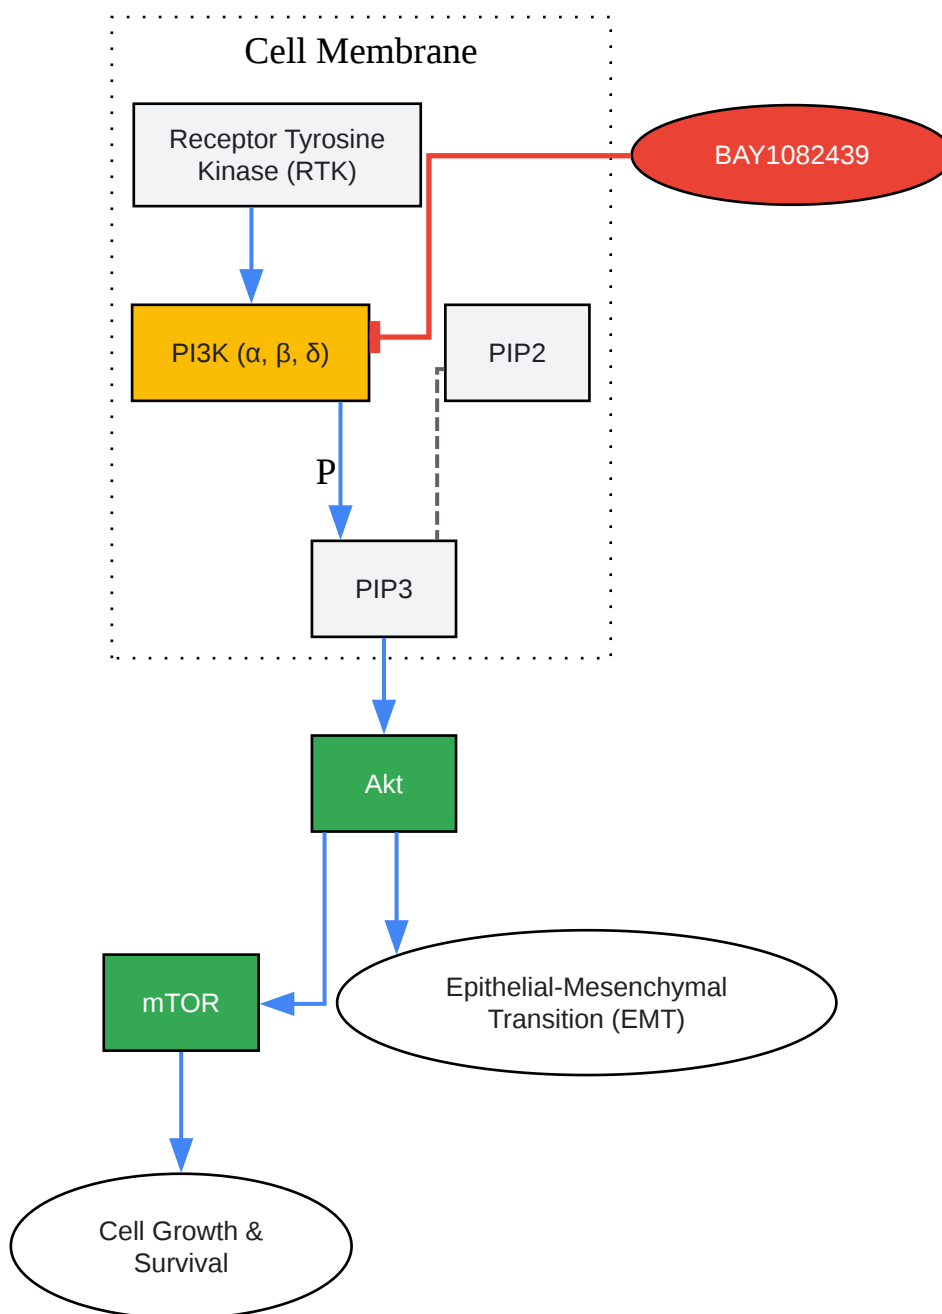 Cell Membrane
Receptor Tyrosine
Kinase (RTK)
BAY1082439
PI3K (α, β, δ)
PIP2
P
PIP3
Akt
mTOR
Epithelial-Mesenchymal
Transition (EMT)
Cell Growth &
Survival